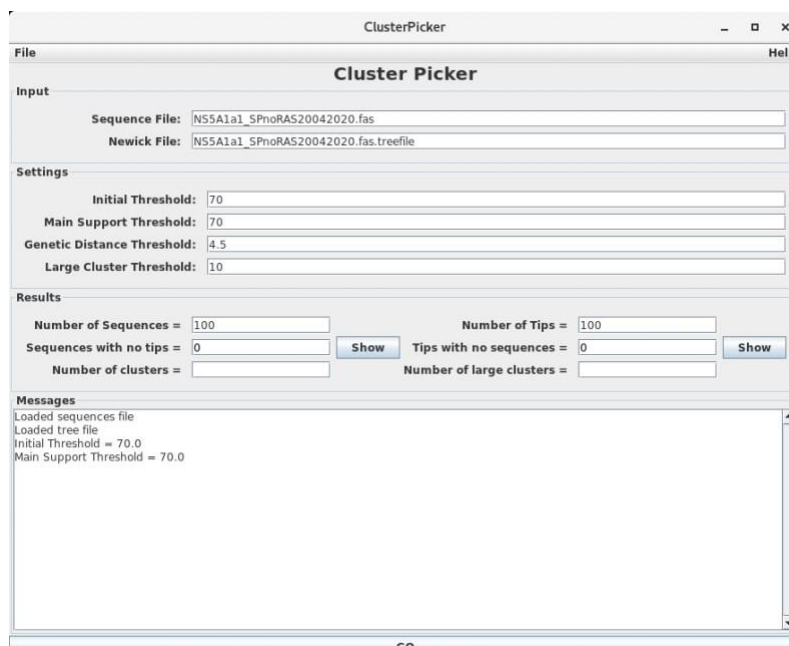 ClusterPicker
File Hel
Cluster Picker
Input
Sequence File: NS5A1a1_SPnoRAS20042020.fas
Newick File: NS5A1a1_SPnoRAS20042020.fas.treefile
Settings
Initial Threshold: 70
Main Support Threshold: 70
Genetic Distance Threshold: 4.5
Large Cluster Threshold: 10
Results
Number of Sequences = 100 Number of Tips = 100
Sequences with no tips = 0 Show Tips with no sequences = 0 Show
Number of clusters = Number of large clusters =
Messages
Loaded sequences file
Loaded tree file
Initial Threshold = 70.0
Main Support Threshold = 70.0